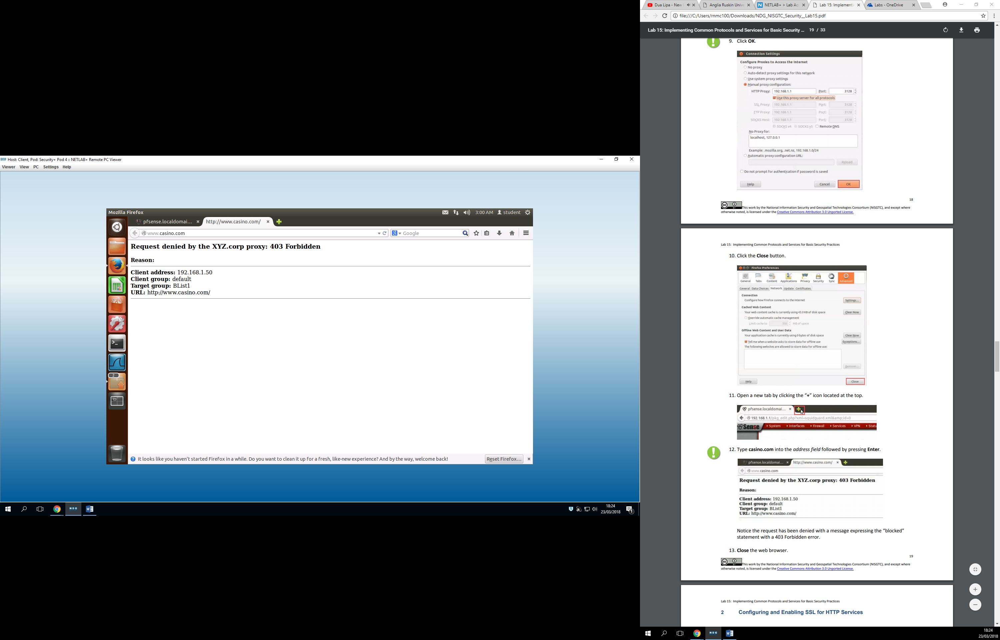 Host: Client, Pod: Security+ Pod 4 :: NETLAB+ Remote PC Viewer
Viewer View PC Settings Help
Mozilla Firefox
3:00 AM student
pfsense.localdomai... ×
http://www.casino.com/ ×
www.casino.com
Google
Request denied by the XYZ.corp proxy: 403 Forbidden
Reason:
Client address: 192.168.1.50
Client group: default
Target group: BList1
URL: http://www.casino.com/
2
It looks like you haven't started Firefox in a while. Do you want to clean it up for a fresh, like-new experience? And by the way, welcome back!
Reset Firefox... ×
NDG
18:24
23/03/2018
1
Dua Lipa - New
Anglia Ruskin Unive
NETLAB+ > Lab Acc
Lab 15: Implementi
Labs - OneDrive
file:///C:/Users/rnmc100/Downloads/NDG_NISGTC_Security__Lab15.pdf
Lab 15: Implementing Common Protocols and Services for Basic Security ... 19 / 33
9. Click OK.
Connection Settings
Configure Proxies to Access the Internet
No proxy
Auto-detect proxy settings for this network
Use system proxy settings
Manual proxy configuration:
HTTP Proxy: 192.168.1.1 Port: 3128
Use this proxy server for all protocols
SSL Proxy: 192.168.1.1 Port: 3128
FTP Proxy: 192.168.1.1 Port: 3128
SOCKS Host: 192.168.1.1 Port: 3128
SOCKS v4 SOCKS v5 Remote DNS
No Proxy for:
localhost, 127.0.0.1
Example: .mozilla.org, .net.nz, 192.168.1.0/24
Automatic proxy configuration URL:
Reload
Do not prompt for authentication if password is saved
Help Cancel OK
18
This work by the National Information Security and Geospatial Technologies Consortium (NISGTC), and except where
otherwise noted, is licensed under the Creative Commons Attribution 3.0 Unported License.
Lab 15: Implementing Common Protocols and Services for Basic Security Practices
10. Click the Close button.
Firefox Preferences
General Tabs Content Applications Privacy Security Sync Advanced
General Data Choices Network Update Certificates
Connection
Configure how Firefox connects to the Internet Settings...
Cached Web Content
Your web content cache is currently using 43.0 KB of disk space Clear Now
Override automatic cache management
Limit cache to 350 MB of space
Offline Web Content and User Data
Your application cache is currently using 0 bytes of disk space Clear Now
Tell me when a website asks to store data for offline use Exceptions...
The following websites are allowed to store data for offline use:
Remove...
Help Close
11. Open a new tab by clicking the “+” icon located at the top.
pfsense.localdomai... ×
192.168.1.1/pkg_edit.php?xml=squidguard.xml&amp;id=0
Sense System Interfaces Firewall Services VPN Statu
12. Type casino.com into the address field followed by pressing Enter.
pfsense.localdomai... × http://www.casino.com/ ×
www.casino.com
Request denied by the XYZ.corp proxy: 403 Forbidden
Reason:
Client address: 192.168.1.50
Client group: default
Target group: BList1
URL: http://www.casino.com/
Notice the request has been denied with a message expressing the “blocked”
statement with a 403 Forbidden error.
13. Close the web browser.
19
This work by the National Information Security and Geospatial Technologies Consortium (NISGTC), and except where
otherwise noted, is licensed under the Creative Commons Attribution 3.0 Unported License.
Lab 15: Implementing Common Protocols and Services for Basic Security Practices
2 Configuring and Enabling SSL for HTTP Services
NDG
18:24
23/03/2018